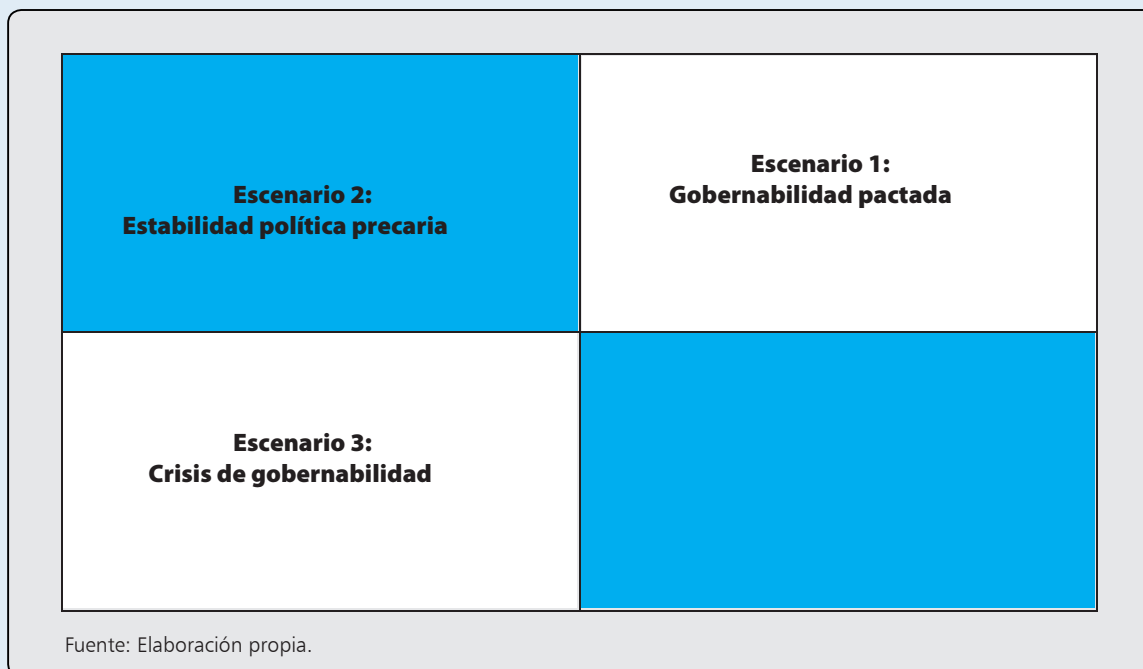 Escenario 2:
Estabilidad política precaria
Escenario 1:
Gobernabilidad pactada
Escenario 3:
Crisis de gobernabilidad
Fuente: Elaboración propia.